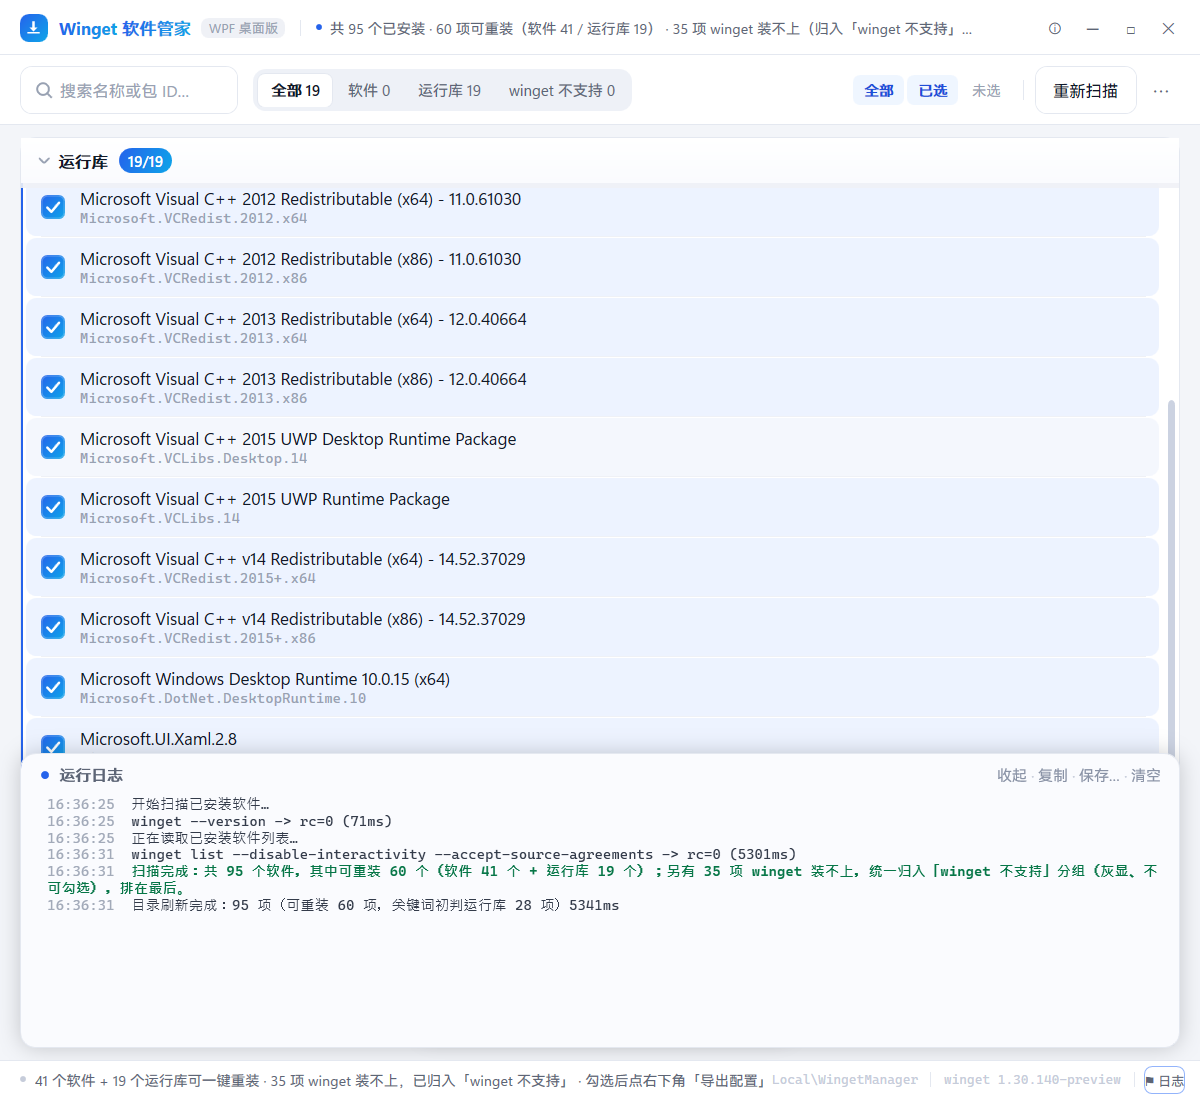 Winget 软件管家 WPF 桌面版 共 95 个已安装 · 60 项可重装（软件 41 / 运行库 19） · 35 项 winget 装不上（归入「winget 不支持」...
搜索名称或包 ID... 全部 19 软件 0 运行库 19 winget 不支持 0 全部 已选 未选 重新扫描 ...
运行库 19/19
Microsoft Visual C++ 2012 Redistributable (x64) - 11.0.61030
Microsoft.VCRedist.2012.x64
Microsoft Visual C++ 2012 Redistributable (x86) - 11.0.61030
Microsoft.VCRedist.2012.x86
Microsoft Visual C++ 2013 Redistributable (x64) - 12.0.40664
Microsoft.VCRedist.2013.x64
Microsoft Visual C++ 2013 Redistributable (x86) - 12.0.40664
Microsoft.VCRedist.2013.x86
Microsoft Visual C++ 2015 UWP Desktop Runtime Package
Microsoft.VCLibs.Desktop.14
Microsoft Visual C++ 2015 UWP Runtime Package
Microsoft.VCLibs.14
Microsoft Visual C++ v14 Redistributable (x64) - 14.52.37029
Microsoft.VCRedist.2015+.x64
Microsoft Visual C++ v14 Redistributable (x86) - 14.52.37029
Microsoft.VCRedist.2015+.x86
Microsoft Windows Desktop Runtime 10.0.15 (x64)
Microsoft.DotNet.DesktopRuntime.10
Microsoft.UI.Xaml.2.8
运行日志 收起 · 复制 · 保存... · 清空
16:36:25 开始扫描已安装软件…
16:36:25 winget --version -> rc=0 (71ms)
16:36:25 正在读取已安装软件列表…
16:36:31 winget list --disable-interactivity --accept-source-agreements -> rc=0 (5301ms)
16:36:31 扫描完成：共 95 个软件，其中可重装 60 个（软件 41 个 + 运行库 19 个）；另有 35 项 winget 装不上，统一归入「winget 不支持」分组（灰显、不
可勾选），排在最后。
16:36:31 目录刷新完成：95 项（可重装 60 项，关键词初判运行库 28 项）5341ms
41 个软件 + 19 个运行库可一键重装 · 35 项 winget 装不上，已归入「winget 不支持」 · 勾选后点右下角「导出配置」 Local\WingetManager winget 1.30.140-preview 日志